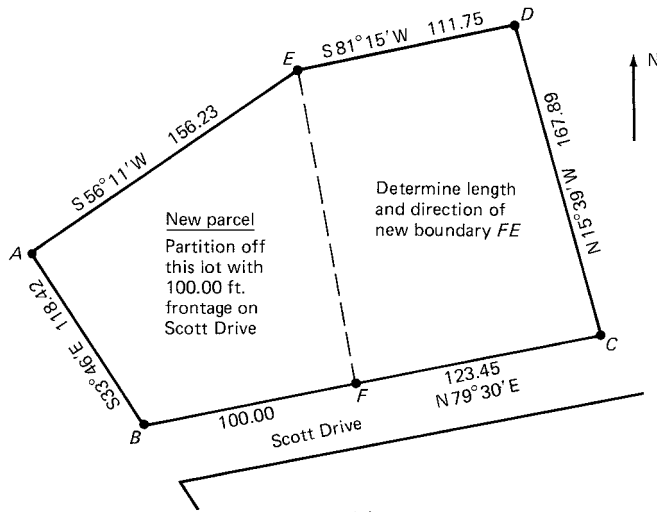 D
S 81°15' W 111.75
E
N
S 56°11' W 156.23
N 15°39' W 167.89
New parcel
Partition off
this lot with
100.00 ft.
frontage on
Scott Drive
Determine length
and direction of
new boundary FE
A
S33°46'E 118.42
C
F
123.45
N 79°30' E
100.00
B
Scott Drive